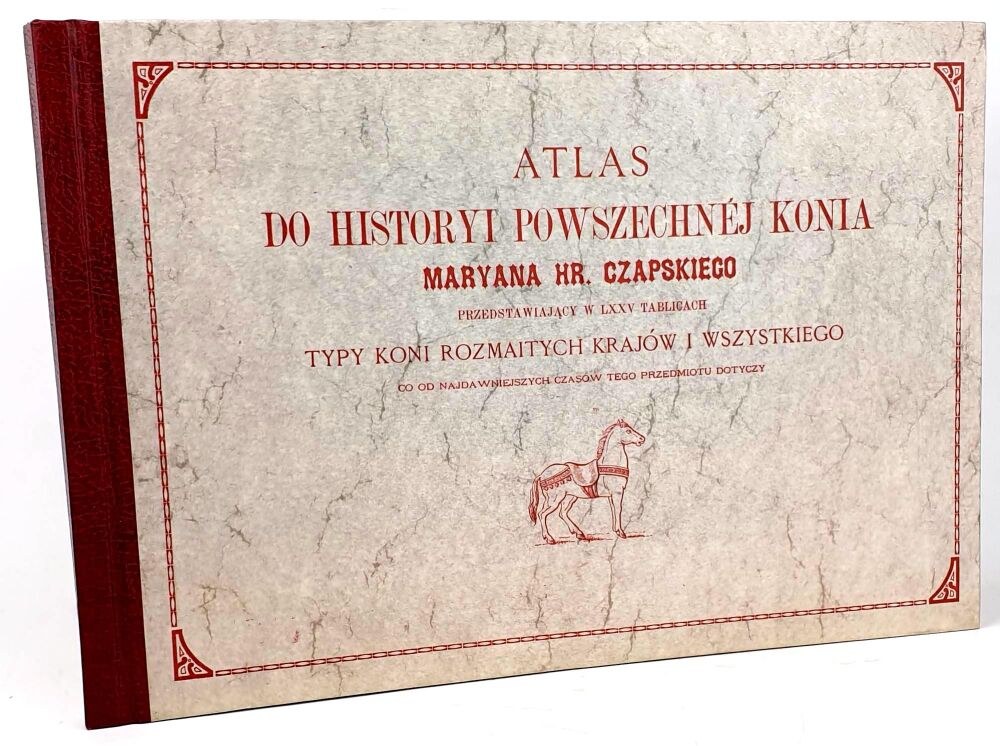 ATLAS
DO HISTORYI POWSZECHNÉJ KONIA
MARYANA HR. CZAPSKIEGO
PRZEDSTAWIAJĄCY W LXXV TABLICACH
TYPY KONI ROZMAITYCH KRAJÓW I WSZYSTKIEGO
CO OD NAJDAWNIEJSZYCH CZASÓW TEGO PRZEDMIOTU DOTYCZY